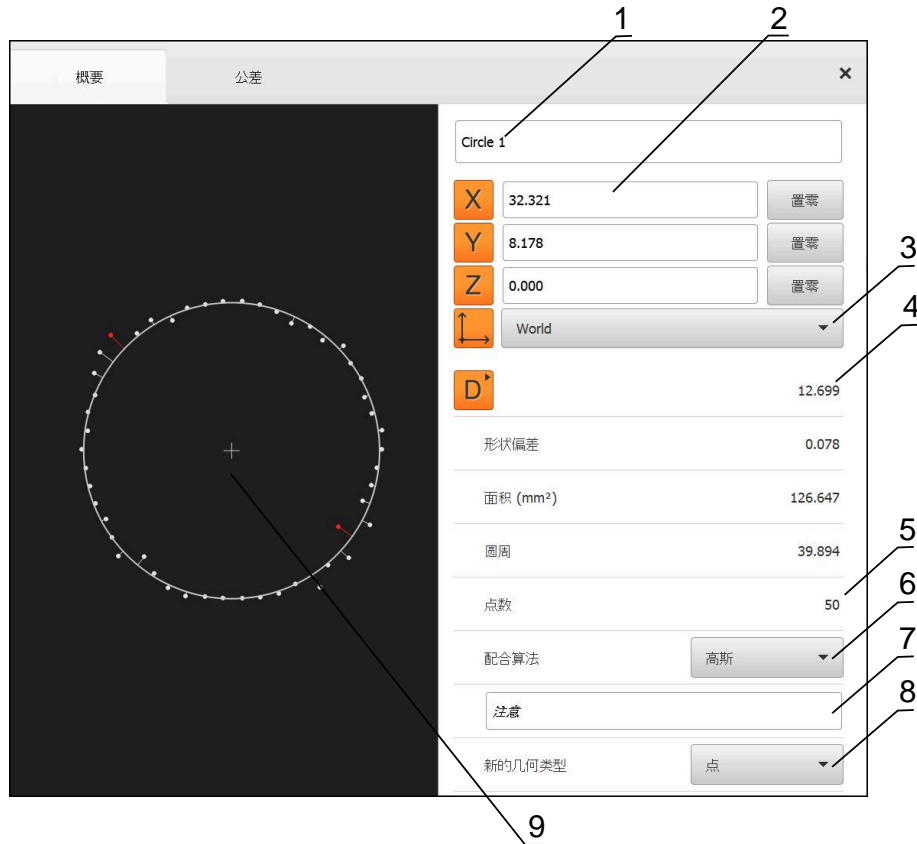 1
2
概要 公差 ×
Circle 1
X 32.321 置零
Y 8.178 置零
3
Z 0.000 置零
4
World
D 12.699
形状偏差 0.078
面积 (mm²) 126.647
5
圆周 39.894
点数 50
6
7
配合算法 高斯
8
注意
新的几何类型 点
9